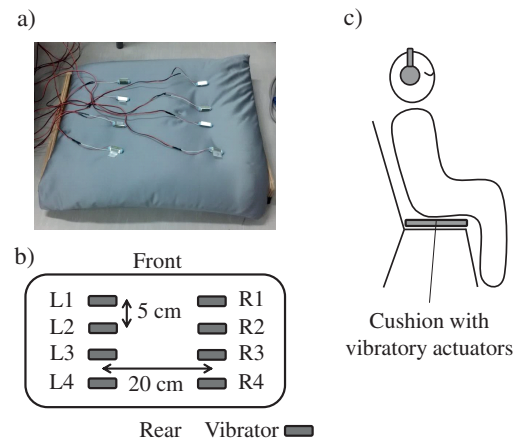 a)
c)
b)
Front
L1
R1
5 cm
L2
R2
L3
R3
L4
20 cm
R4
Rear
Vibrator
Cushion with
vibratory actuators